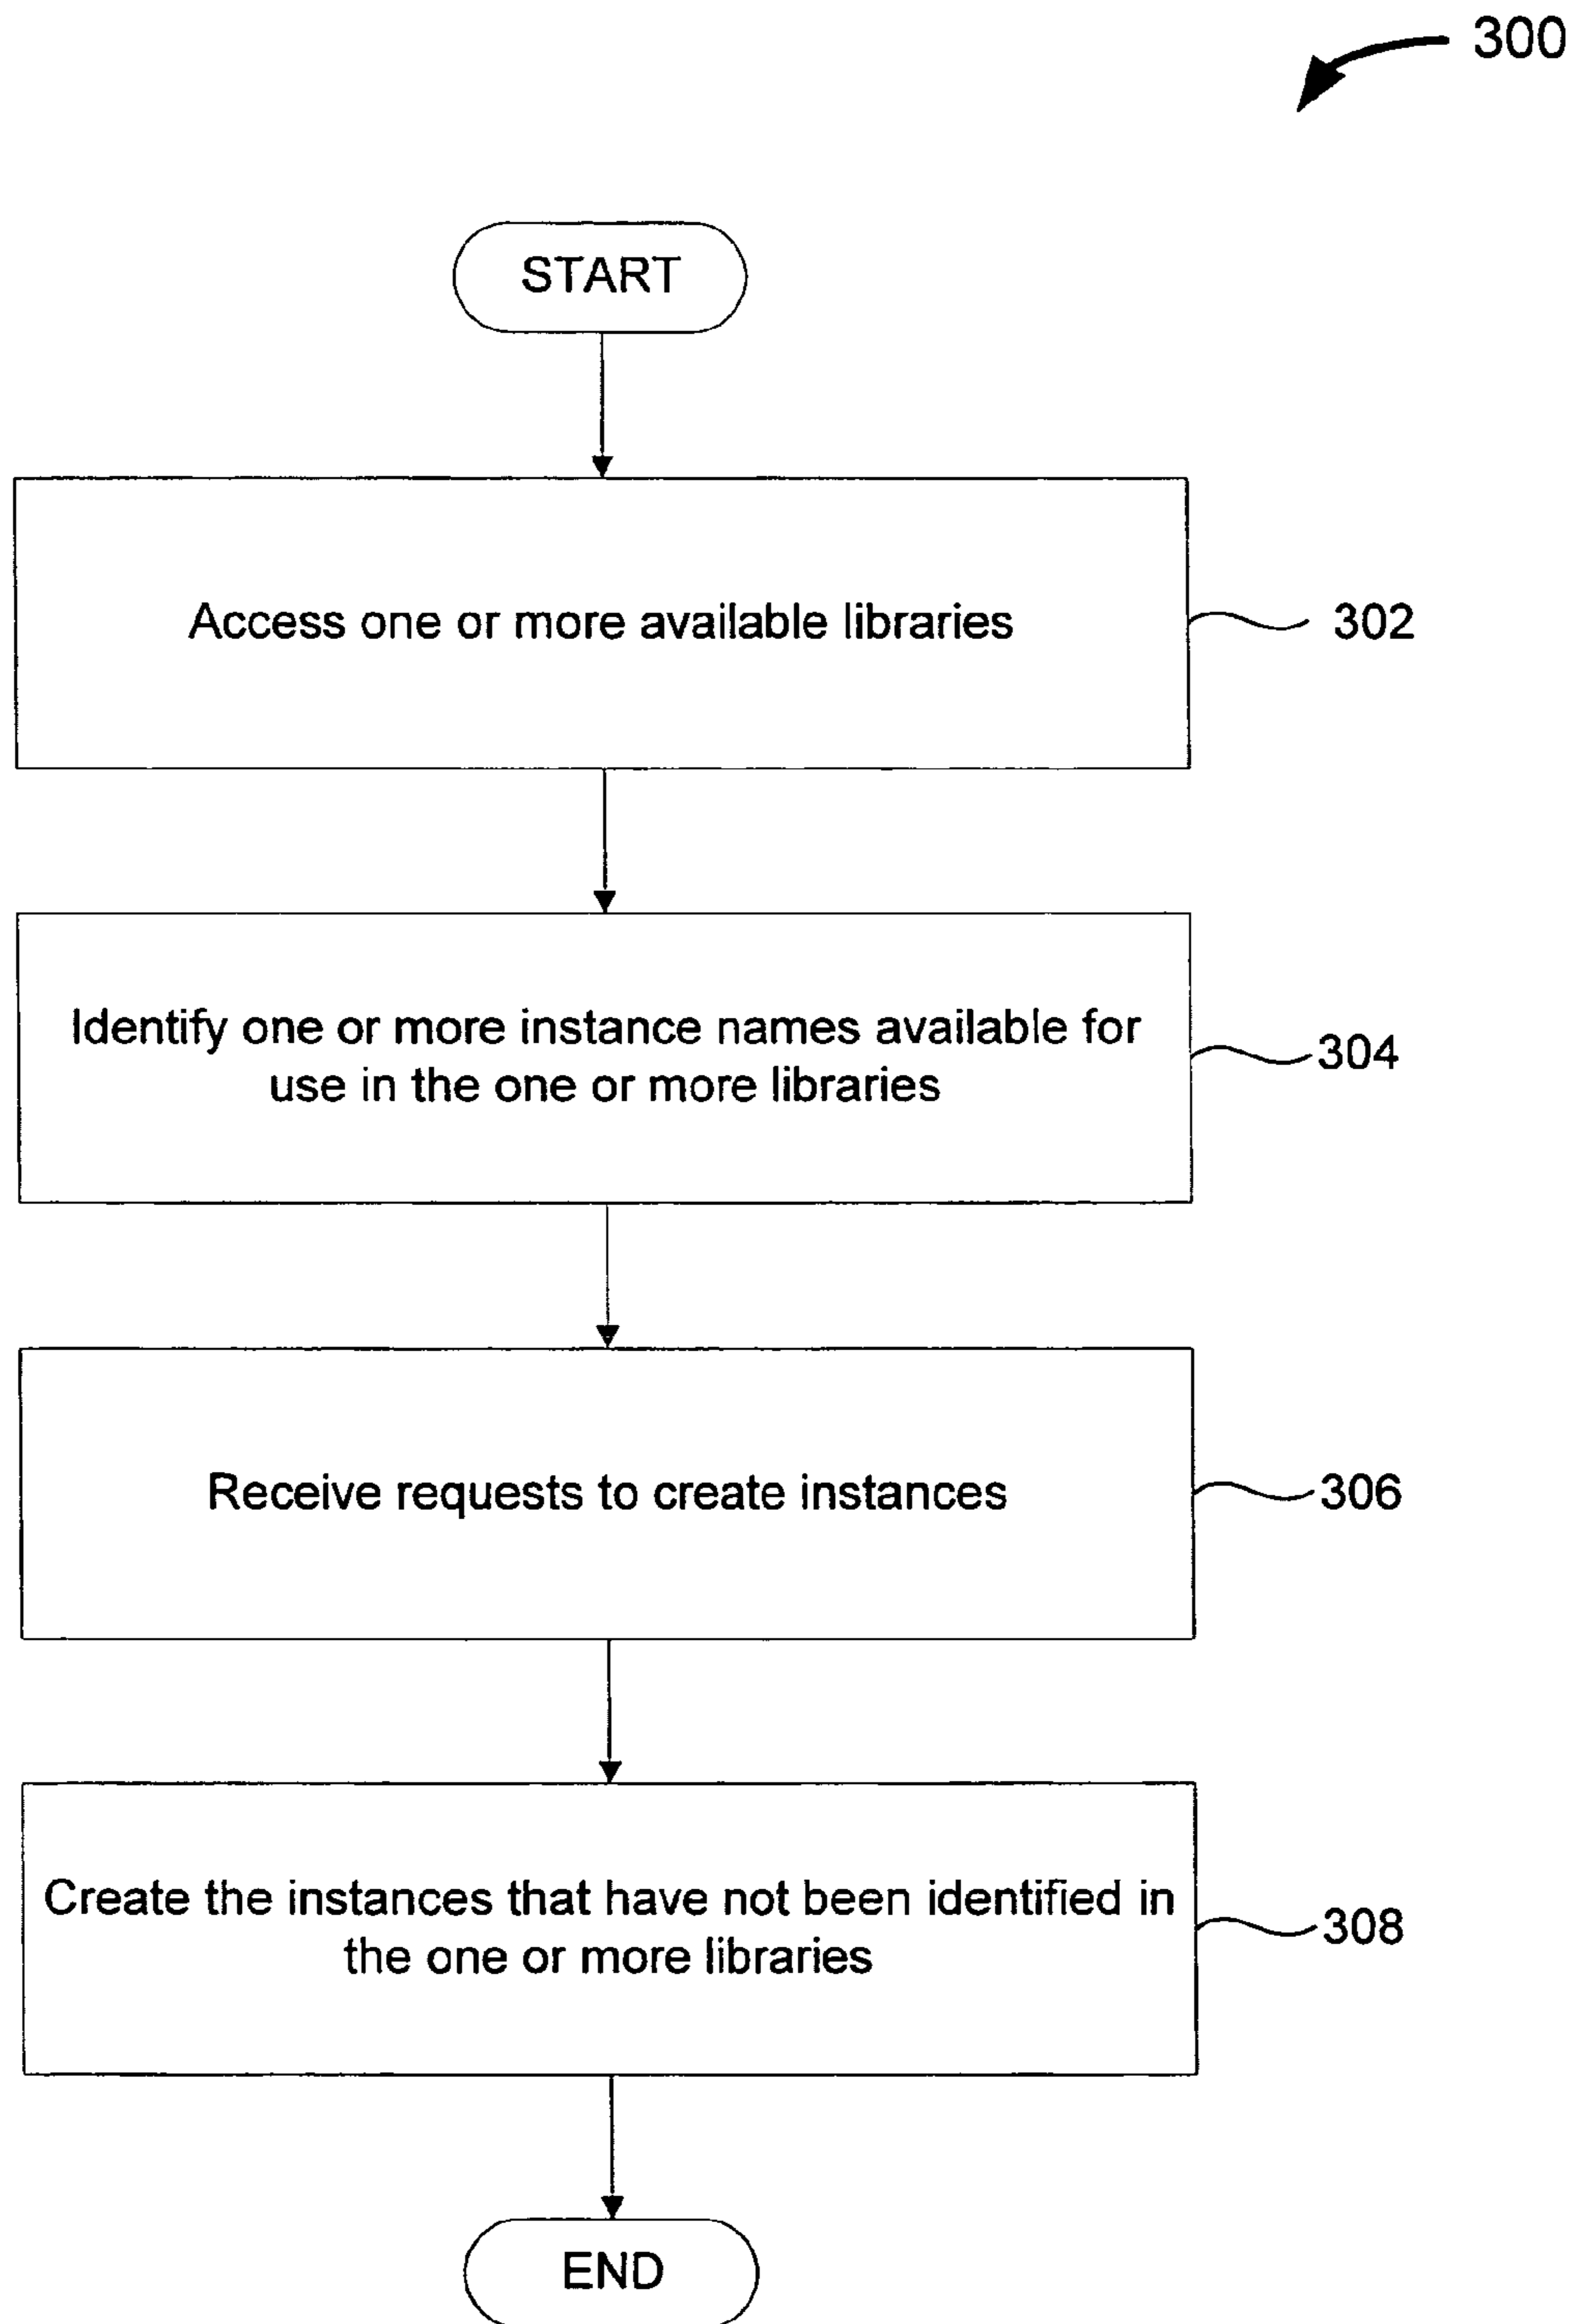 300
START
Access one or more available libraries
302
Identify one or more instance names available for
use in the one or more libraries
304
Receive requests to create instances
306
Create the instances that have not been identified in
the one or more libraries
308
END